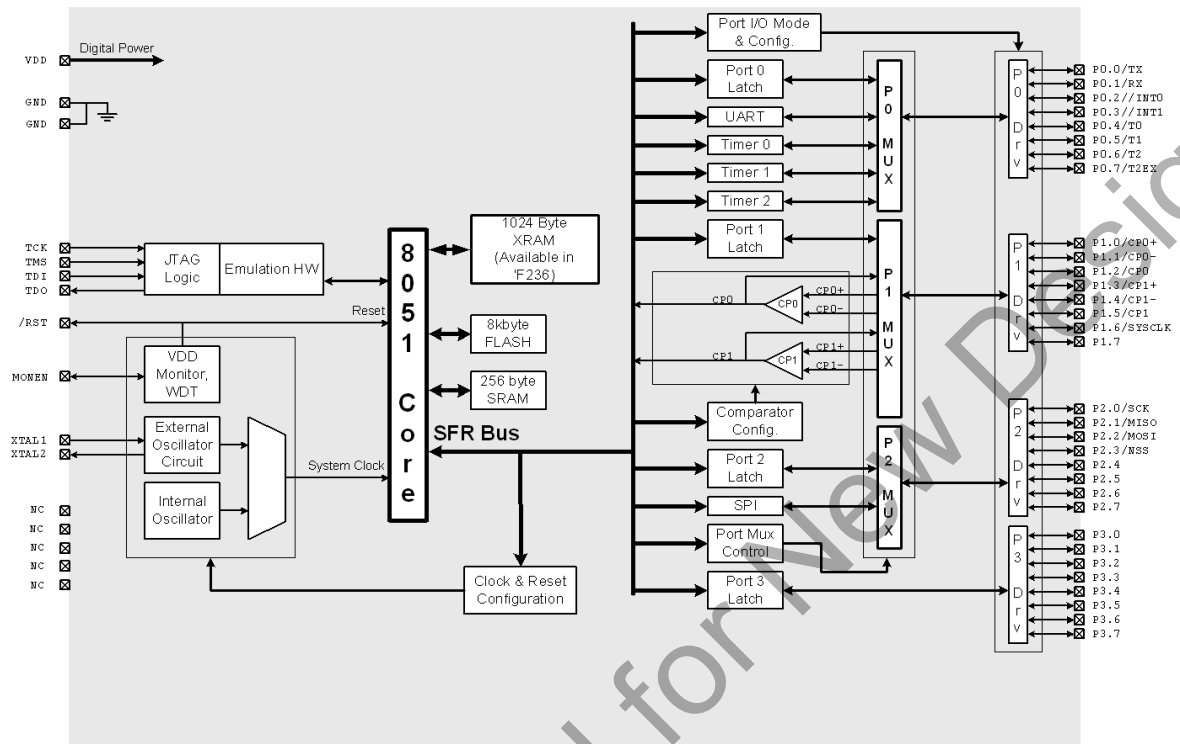 Digital Power
VDD
GND
GND
TCK
TMS
TDI
TDO
/RST
MONEN
XTAL1
XTAL2
NC
NC
NC
NC
NC
JTAG
Logic
Emulation HW
Reset
VDD
Monitor,
WDT
External
Oscillator
Circuit
Internal
Oscillator
System Clock
8051 Core
1024 Byte
XRAM
(Available in
'F236)
8kbyte
FLASH
256 byte
SRAM
SFR Bus
Clock & Reset
Configuration
Port I/O Mode
& Config.
Port 0
Latch
UART
Timer 0
Timer 1
Timer 2
Port 1
Latch
CP0
CP0
CP0+
CP0-
CP1
CP1
CP1+
CP1-
Comparator
Config.
Port 2
Latch
SPI
Port Mux
Control
Port 3
Latch
P0 MUX
P1 MUX
P2 MUX
P0 Drv
P1 Drv
P2 Drv
P3 Drv
P0.0/TX
P0.1/RX
P0.2//INT0
P0.3//INT1
P0.4/T0
P0.5/T1
P0.6/T2
P0.7/T2EX
P1.0/CP0+
P1.1/CP0-
P1.2/CP0
P1.3/CP1+
P1.4/CP1-
P1.5/CP1
P1.6/SYSCLK
P1.7
P2.0/SCK
P2.1/MISO
P2.2/MOSI
P2.3/NSS
P2.4
P2.5
P2.6
P2.7
P3.0
P3.1
P3.2
P3.3
P3.4
P3.5
P3.6
P3.7
for New Desig